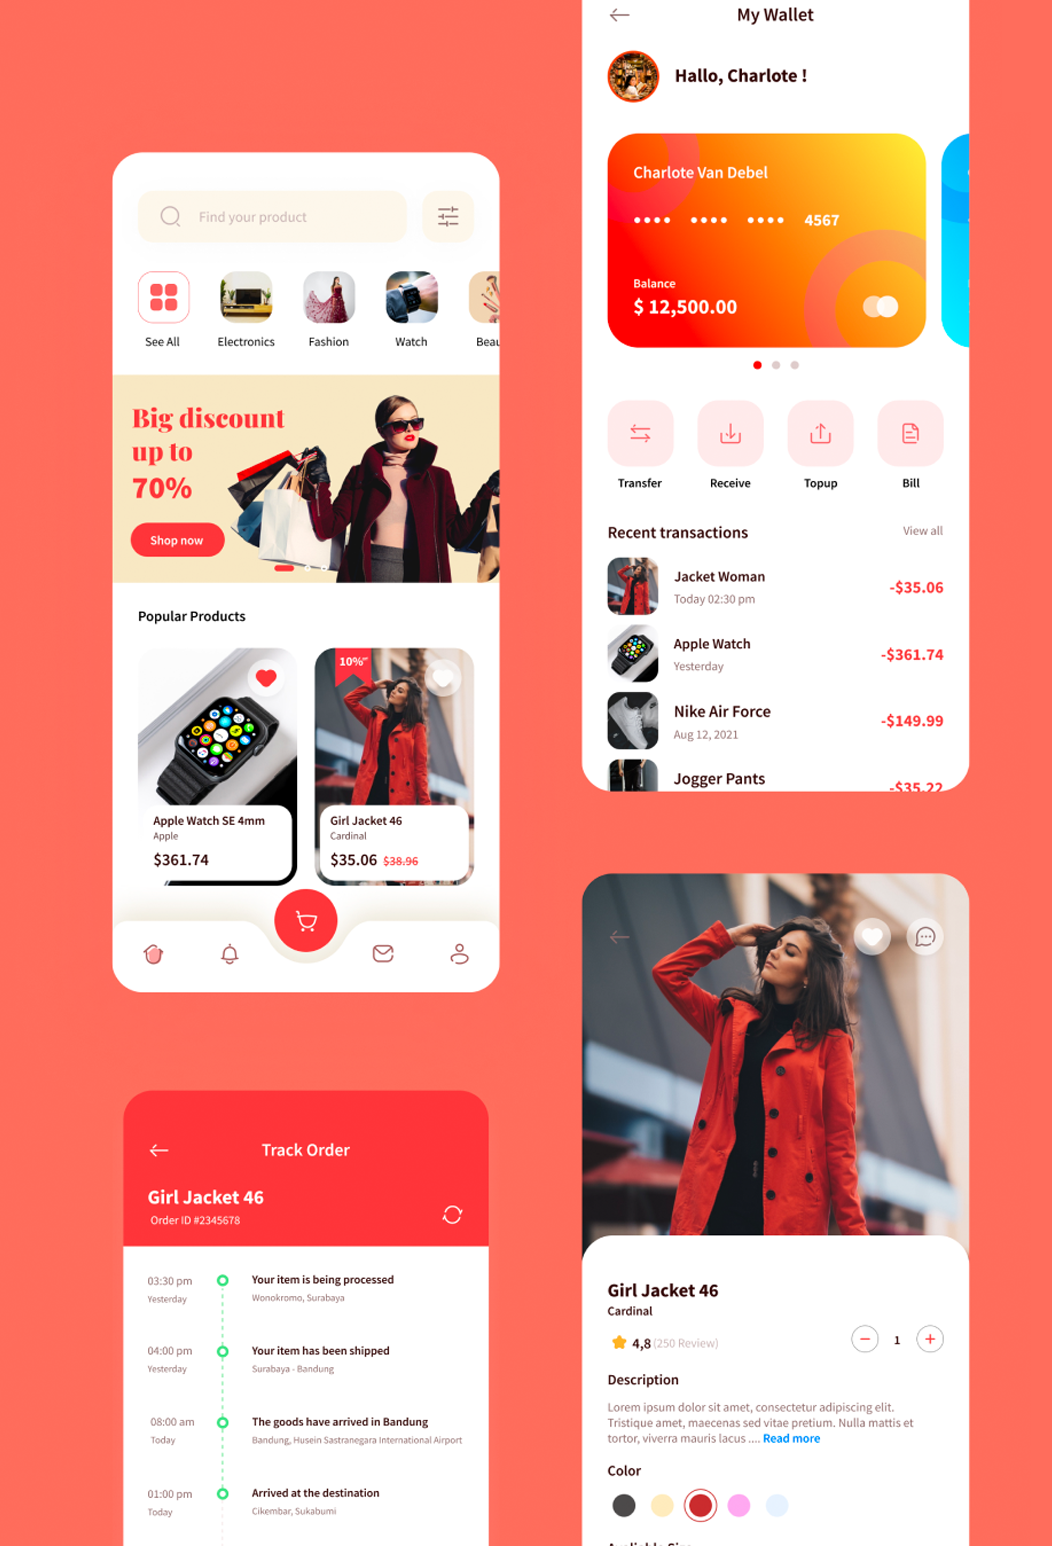 Find your product
See All
Electronics
Fashion
Watch
Beau
Big discount
up to
70%
Shop now
Popular Products
Apple Watch SE 4mm
Apple
$361.74
10%
Girl Jacket 46
Cardinal
$35.06 $38.96
My Wallet
Hallo, Charlote !
Charlote Van Debel
4567
Balance
$ 12,500.00
Transfer
Receive
Topup
Bill
Recent transactions
View all
Jacket Woman
Today 02:30 pm
-$35.06
Apple Watch
Yesterday
-$361.74
Nike Air Force
Aug 12, 2021
-$149.99
Jogger Pants
-$35.22
Track Order
Girl Jacket 46
Order ID #2345678
03:30 pm
Yesterday
Your item is being processed
Wonokromo, Surabaya
04:00 pm
Yesterday
Your item has been shipped
Surabaya - Bandung
08:00 am
Today
The goods have arrived in Bandung
Bandung, Husein Sastranegara International Airport
01:00 pm
Today
Arrived at the destination
Cikembar, Sukabumi
Girl Jacket 46
Cardinal
4,8 (250 Review)
1
Description
Lorem ipsum dolor sit amet, consectetur adipiscing elit.
Tristique amet, maecenas sed vitae pretium. Nulla mattis et
tortor, viverra mauris lacus .... Read more
Color